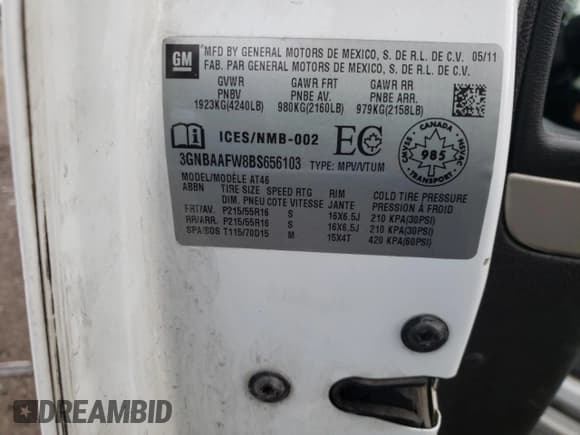 GM
MFD BY GENERAL MOTORS DE MEXICO, S. DE R.L. DE C.V. 05/11
FAB. PAR GENERAL MOTORS DE MEXICO, S. DE R.L. DE C.V.
GVWR GAWR FRT GAWR RR
PNBV PNBE AV. PNBE ARR.
1923KG(4240LB) 980KG(2160LB) 979KG(2158LB)
ICES/NMB-002 EC
CANADA
CMVSS NSVAC
985
TRANSPORT
3GNBAAFW8BS656103 TYPE: MPV/VTUM
MODEL/MODÈLE AT46
ABBN TIRE SIZE SPEED RTG RIM COLD TIRE PRESSURE
DIM. PNEU COTE VITESSE JANTE PRESSION À FROID
FRT/AV. P215/55R16 S 16X6.5J 210 KPA(30PSI)
RR/ARR. P215/55R16 S 16X6.5J 210 KPA(30PSI)
SPA/SOS T115/70D15 M 15X4T 420 KPA(60PSI)
DREAMBID